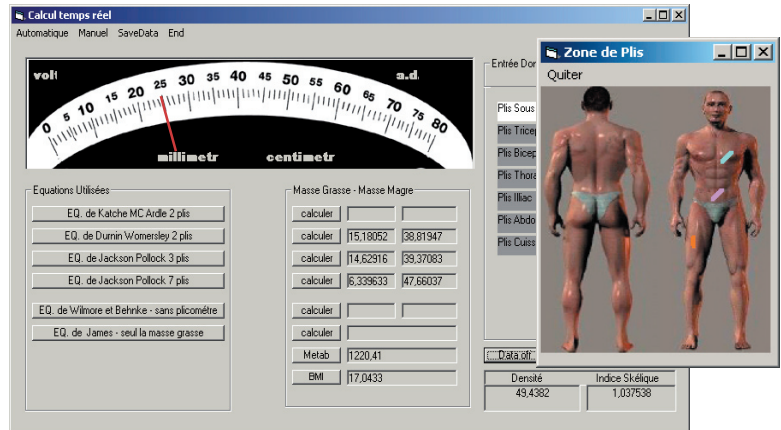 Calcul temps réel
Automatique Manuel SaveData End
volt
a.d.
0 5 10 15 20 25 30 35 40 45 50 55 60 65 70 75 80
millimetr centimetr
Equations Utilisées
EQ. de Katche MC Ardle 2 plis
EQ. de Durnin Womersley 2 plis
EQ. de Jackson Pollock 3 plis
EQ. de Jackson Pollock 7 plis
EQ. de Wilmore et Behnke - sans plicométre
EQ. de James - seul la masse grasse
Masse Grasse - Masse Magre
calculer
calculer 15,18052 38,81947
calculer 14,62916 39,37083
calculer 6,339633 47,66037
calculer
calculer
Metab 1220,41
BMI 17,0433
Entrée Don
Plis Sous
Plis Tricep
Plis Bicep
Plis Thora
Plis Illiac
Plis Abdo
Plis Cuiss
Data off
Densité Indice Skélique
49,4382 1,037538
Zone de Plis
Quiter